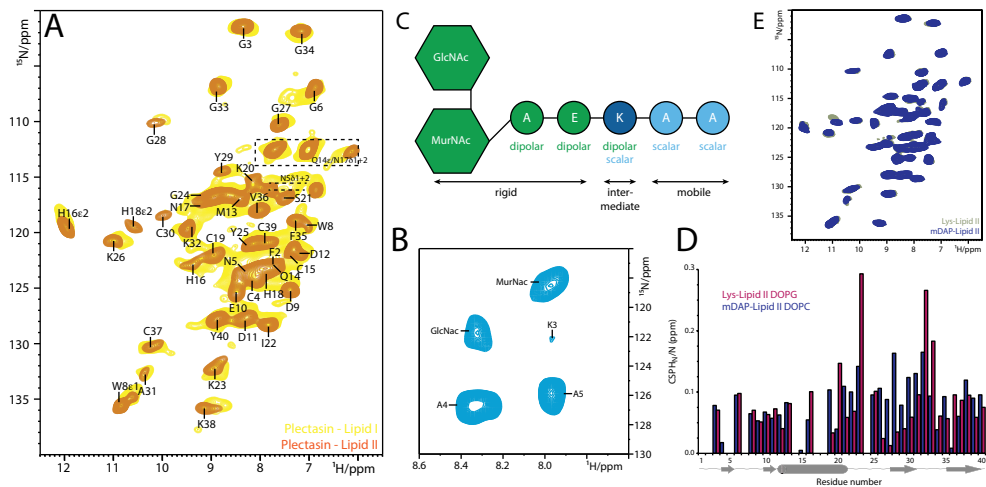 A
¹⁵N/ppm
110
115
120
125
130
135
12
11
10
9
8
7
¹H/ppm
G3
G34
G33
G6
G27
G28
Q14ε/N17δ1+2
Y29
K20
N5δ1+2
G24
N17
M13
V36
S21
H16ε2
H18ε2
C30
K32
C19
Y25
C39
F35
W8
K26
D12
H16
N5
F2
C15
Q14
C4
H18
E10
D9
Y40
D11
I22
C37
W8ε1
A31
K23
K38
Plectasin - Lipid I
Plectasin - Lipid II
C
GlcNAc
MurNAc
A
E
K
A
A
dipolar
dipolar
dipolar
scalar
scalar
scalar
rigid
inter-
mediate
mobile
B
¹⁵N/ppm
MurNac
GlcNac
K3
A4
A5
118
120
122
124
126
128
130
8.6
8.4
8.2
8.0
¹H/ppm
E
¹⁵N/ppm
105
110
115
120
125
130
135
12
11
10
9
8
7
¹H/ppm
Lys-Lipid II
mDAP-Lipid II
D
Lys-Lipid II DOPG
mDAP-Lipid II DOPC
CSPH_N/N (ppm)
0.3
0.2
0.1
0.0
1
5
10
15
20
25
30
35
40
Residue number